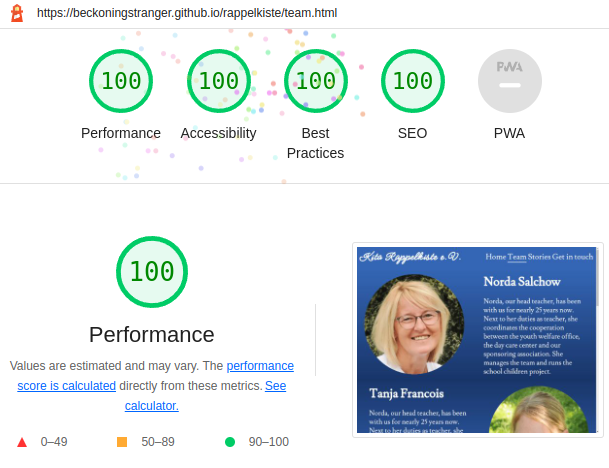 https://beckoningstranger.github.io/rappelkiste/team.html
100
100
100
100
PWA
Performance
Accessibility
Best
Practices
SEO
PWA
100
Performance
Values are estimated and may vary. The performance
score is calculated directly from these metrics. See
calculator.
0–49
50–89
90–100
Kita Rappelkiste e.V.
Home Team Stories Get in touch
Norda Salchow
Norda, our head teacher, has been
with us for nearly 25 years now.
Next to her duties as teacher, she
coordinates the cooperation
between the youth welfare office,
the day care center and our
sponsoring association. She
manages the team and runs the
school children project.
Tanja Francois
Norda, our head teacher, has been
with us for nearly 25 years now.
Next to her duties as teacher, she